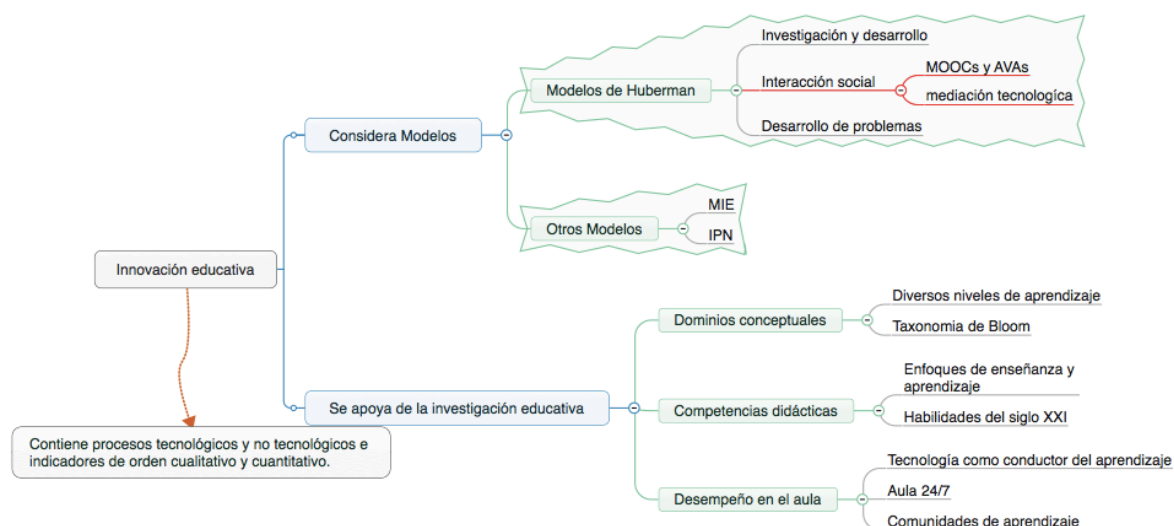 Innovación educativa
Contiene procesos tecnológicos y no tecnológicos e
indicadores de orden cualitativo y cuantitativo.
Considera Modelos
Modelos de Huberman
Investigación y desarrollo
Interacción social
MOOCs y AVAs
mediación tecnologíca
Desarrollo de problemas
Otros Modelos
MIE
IPN
Se apoya de la investigación educativa
Dominios conceptuales
Diversos niveles de aprendizaje
Taxonomia de Bloom
Competencias didácticas
Enfoques de enseñanza y
aprendizaje
Habilidades del siglo XXI
Desempeño en el aula
Tecnología como conductor del aprendizaje
Aula 24/7
Comunidades de aprendizaje